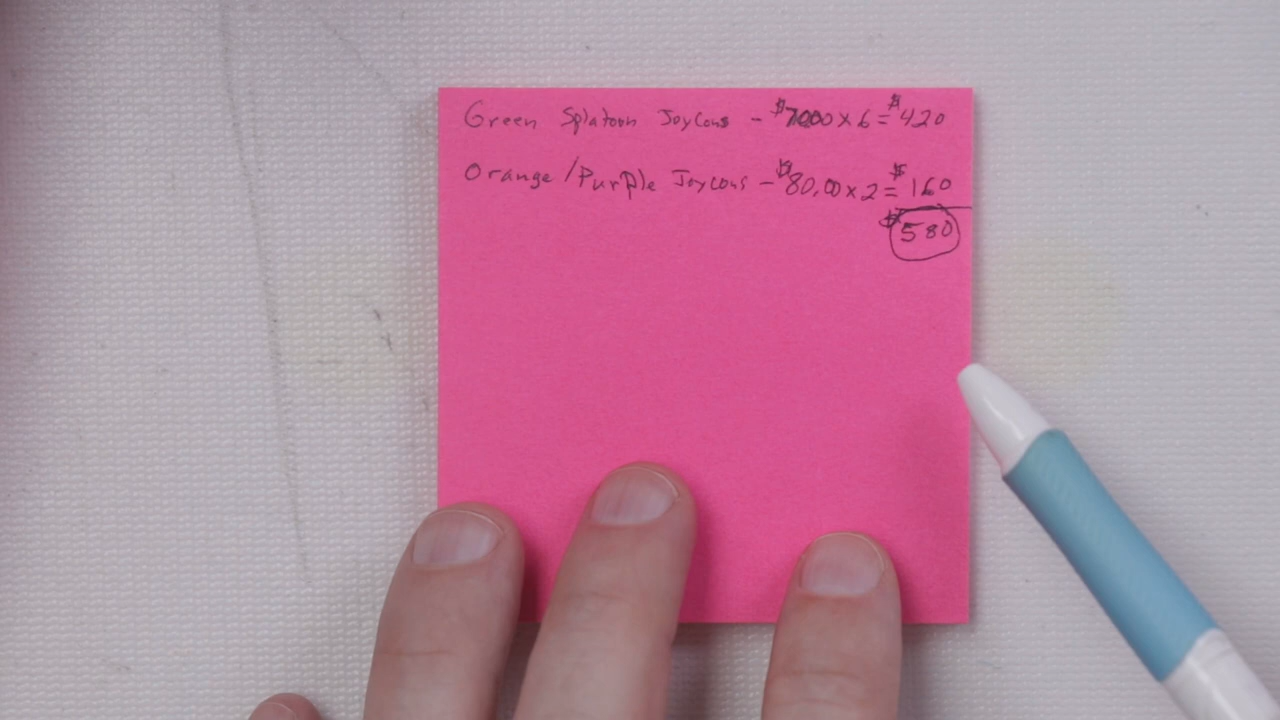 Green Splatoon JoyCons - $70.00 x 6 = $420
Orange/Purple Joycons - $80.00 x 2 = $160
$580